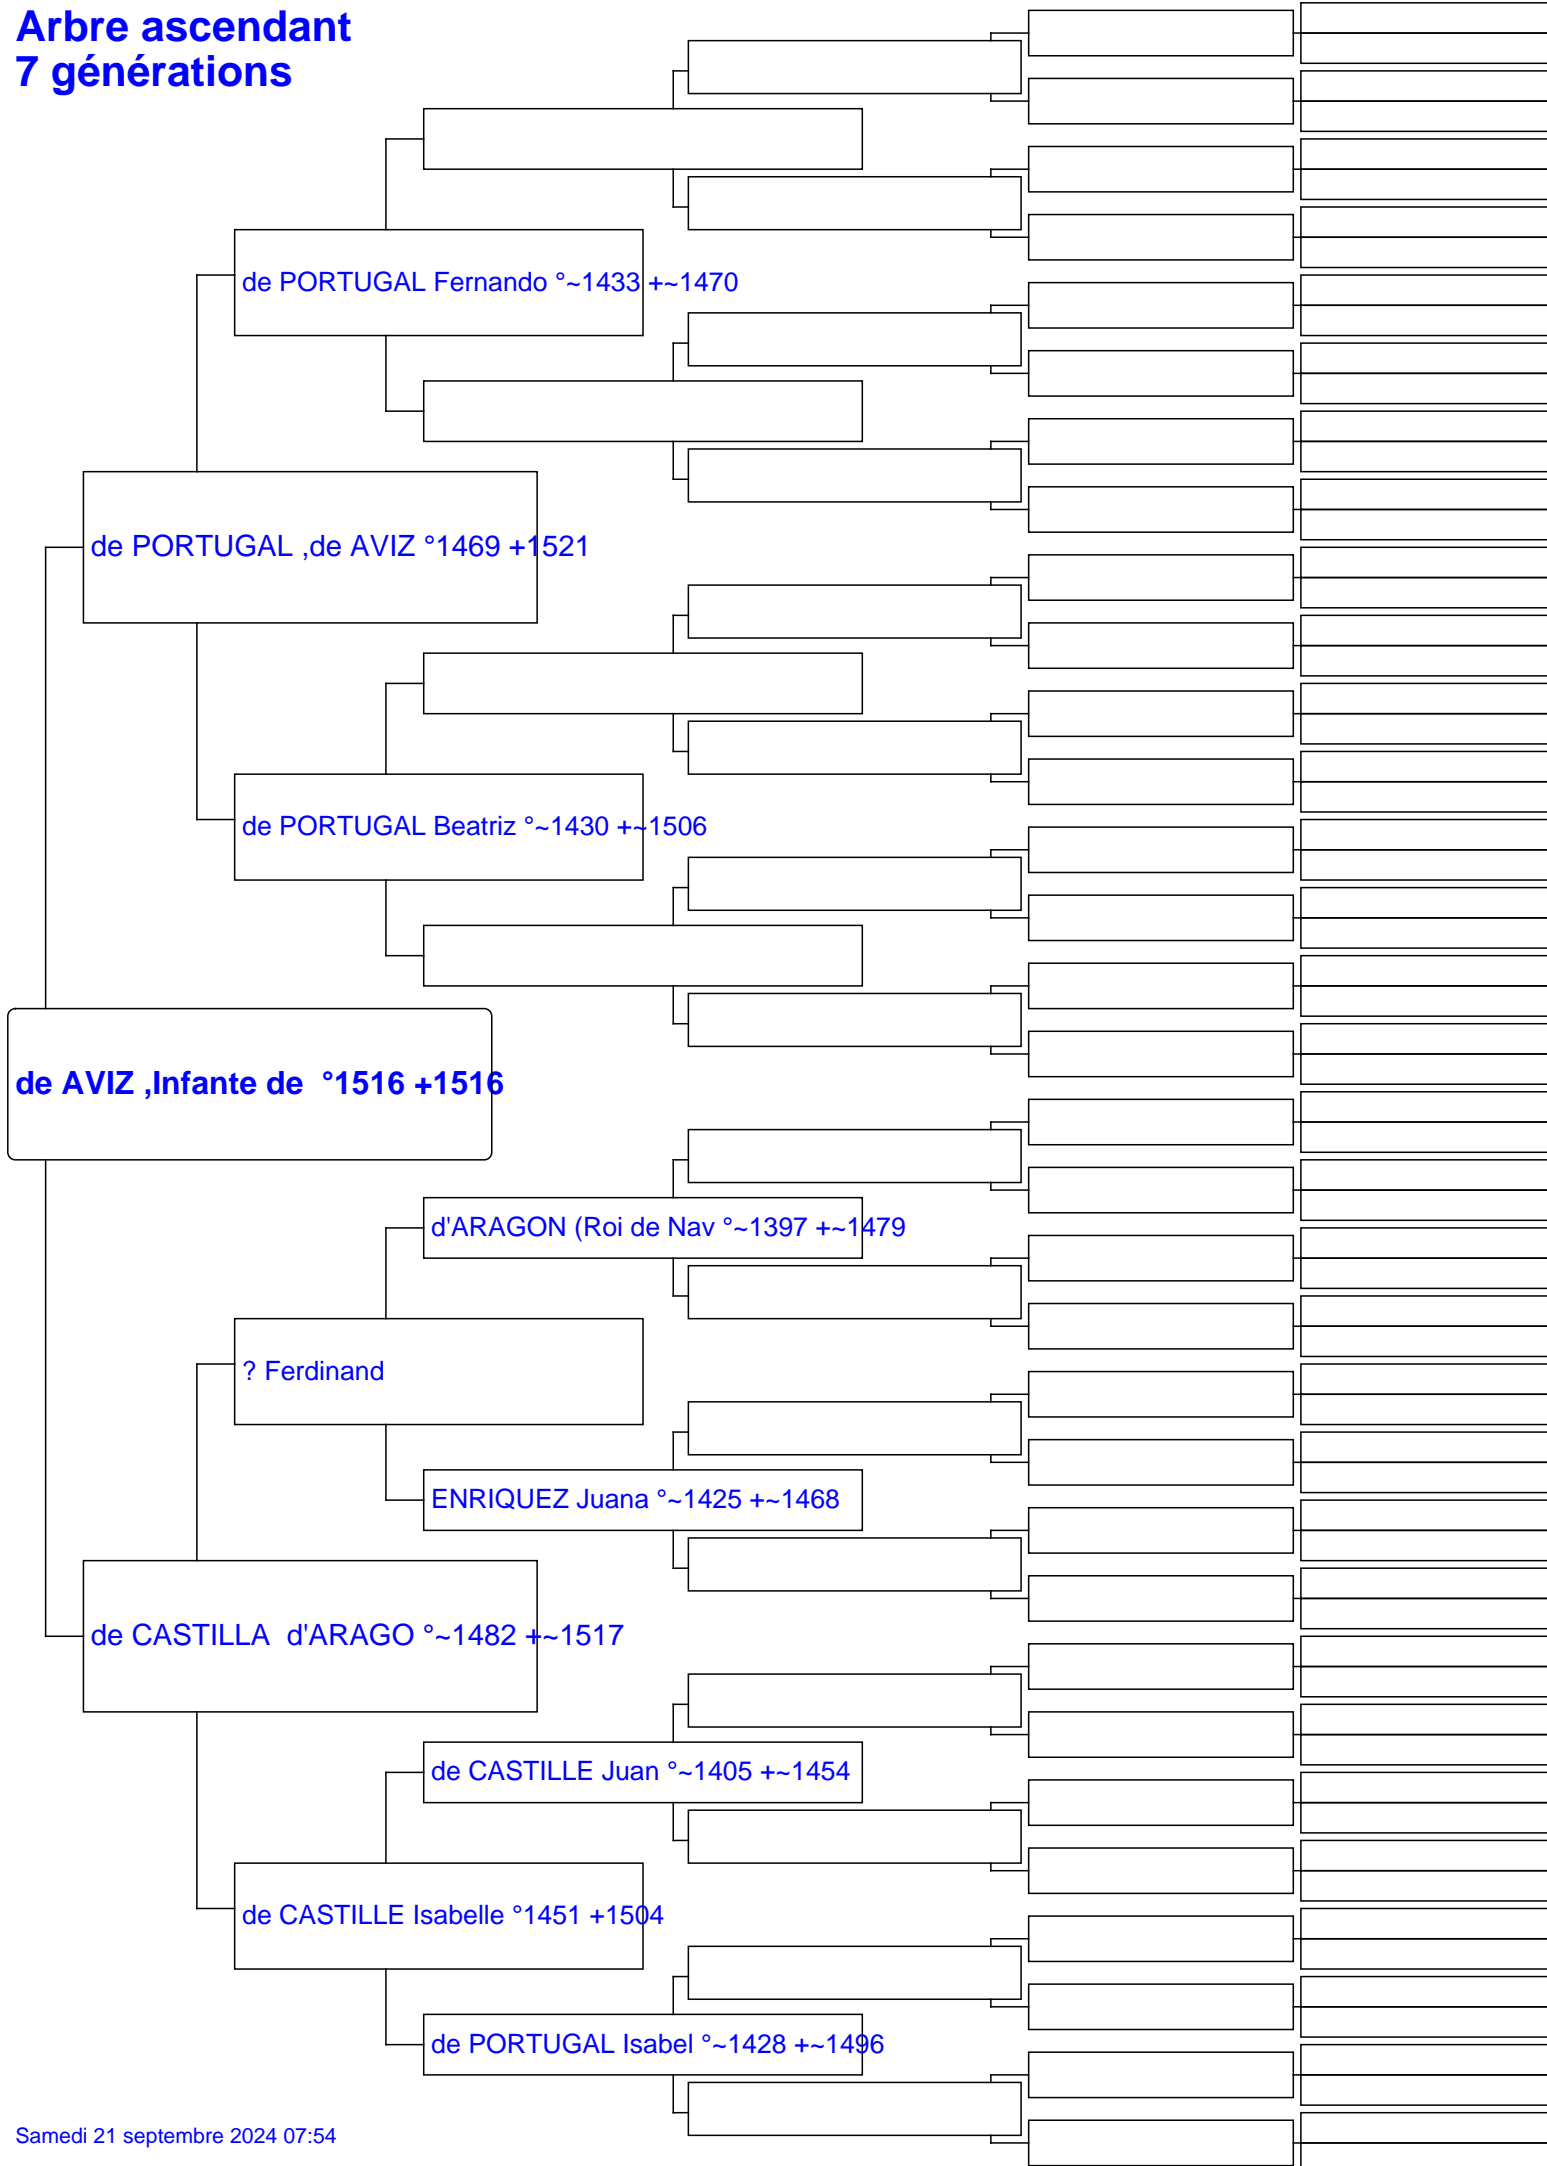 Arbre ascendant
7 générations
de PORTUGAL Fernando °~1433 +~1470
de PORTUGAL ,de AVIZ °1469 +1521
de PORTUGAL Beatriz °~1430 +~1506
de AVIZ ,Infante de  °1516 +1516
d'ARAGON (Roi de Nav °~1397 +~1479
? Ferdinand
ENRIQUEZ Juana °~1425 +~1468
de CASTILLA  d'ARAGO °~1482 +~1517
de CASTILLE Juan °~1405 +~1454
de CASTILLE Isabelle °1451 +1504
de PORTUGAL Isabel °~1428 +~1496
Samedi 21 septembre 2024 07:54